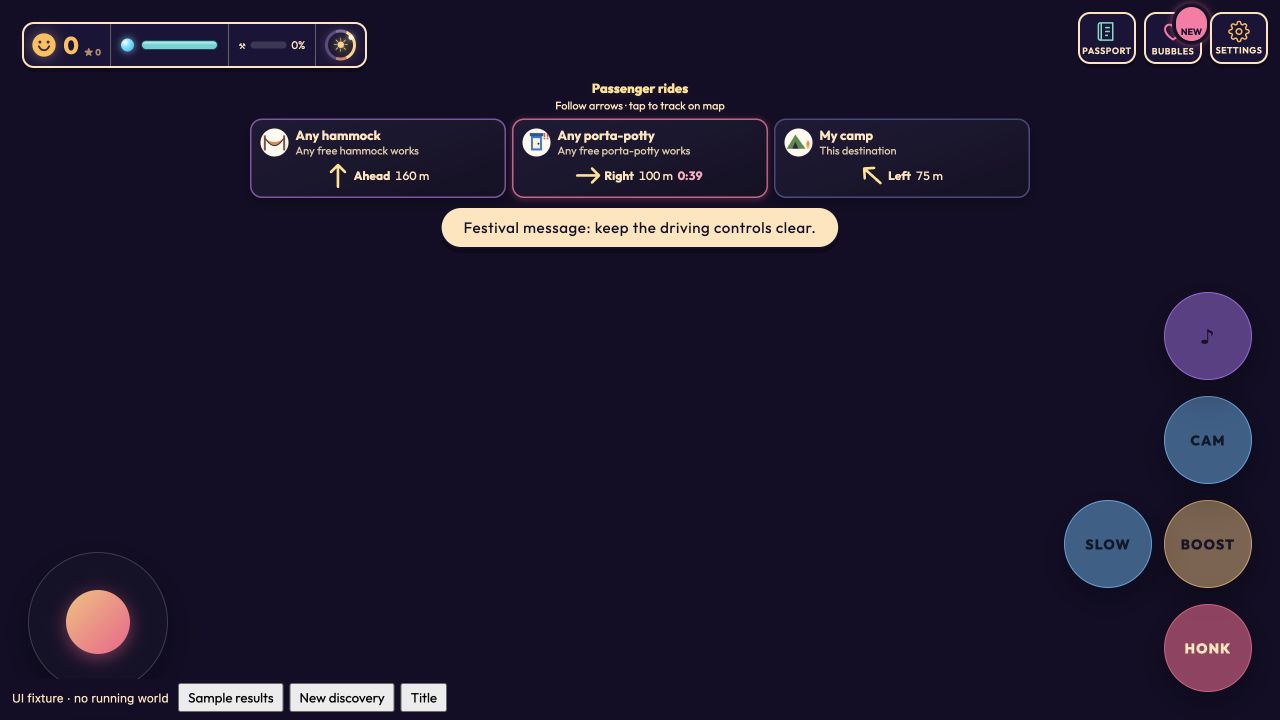 0 ★0
0%
PASSPORT
BUBBLES
NEW
SETTINGS
Passenger rides
Follow arrows · tap to track on map
Any hammock
Any free hammock works
Ahead 160 m
Any porta-potty
Any free porta-potty works
Right 100 m 0:39
My camp
This destination
Left 75 m
Festival message: keep the driving controls clear.
♪
CAM
SLOW
BOOST
HONK
UI fixture · no running world
Sample results
New discovery
Title